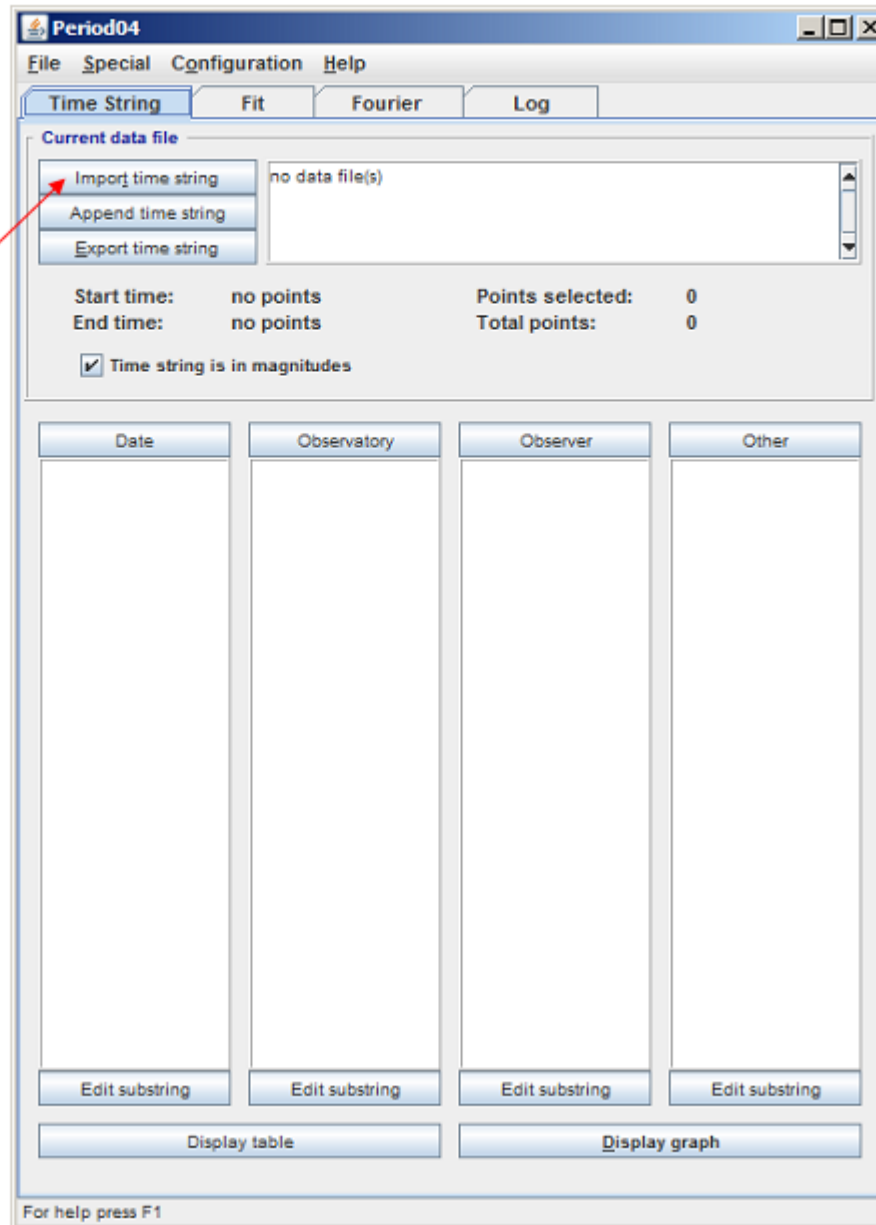 Period04
File Special Configuration Help
Time String Fit Fourier Log
Current data file
Import time string
no data file(s)
Append time string
Export time string
Start time: no points Points selected: 0
End time: no points Total points: 0
Time string is in magnitudes
Date Observatory Observer Other
Edit substring Edit substring Edit substring Edit substring
Display table Display graph
For help press F1